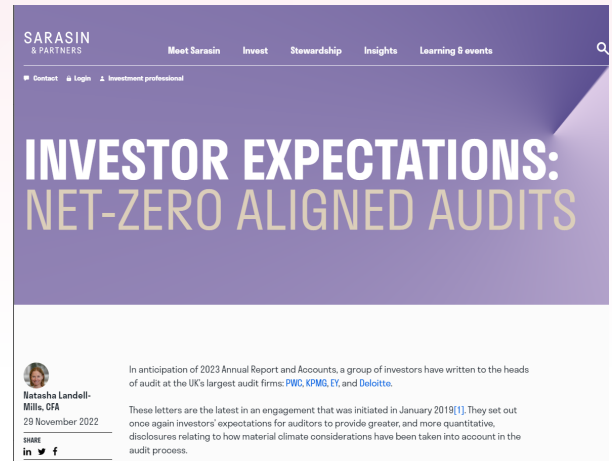 SARASIN
& PARTNERS
Meet Sarasin Invest Stewardship Insights Learning & events
Contact Login Investment professional
INVESTOR EXPECTATIONS:
NET-ZERO ALIGNED AUDITS
Natasha Landell-
Mills, CFA
29 November 2022
SHARE
In anticipation of 2023 Annual Report and Accounts, a group of investors have written to the heads
of audit at the UK's largest audit firms: PWC, KPMG, EY, and Deloitte.
These letters are the latest in an engagement that was initiated in January 2019[1]. They set out
once again investors' expectations for auditors to provide greater, and more quantitative,
disclosures relating to how material climate considerations have been taken into account in the
audit process.